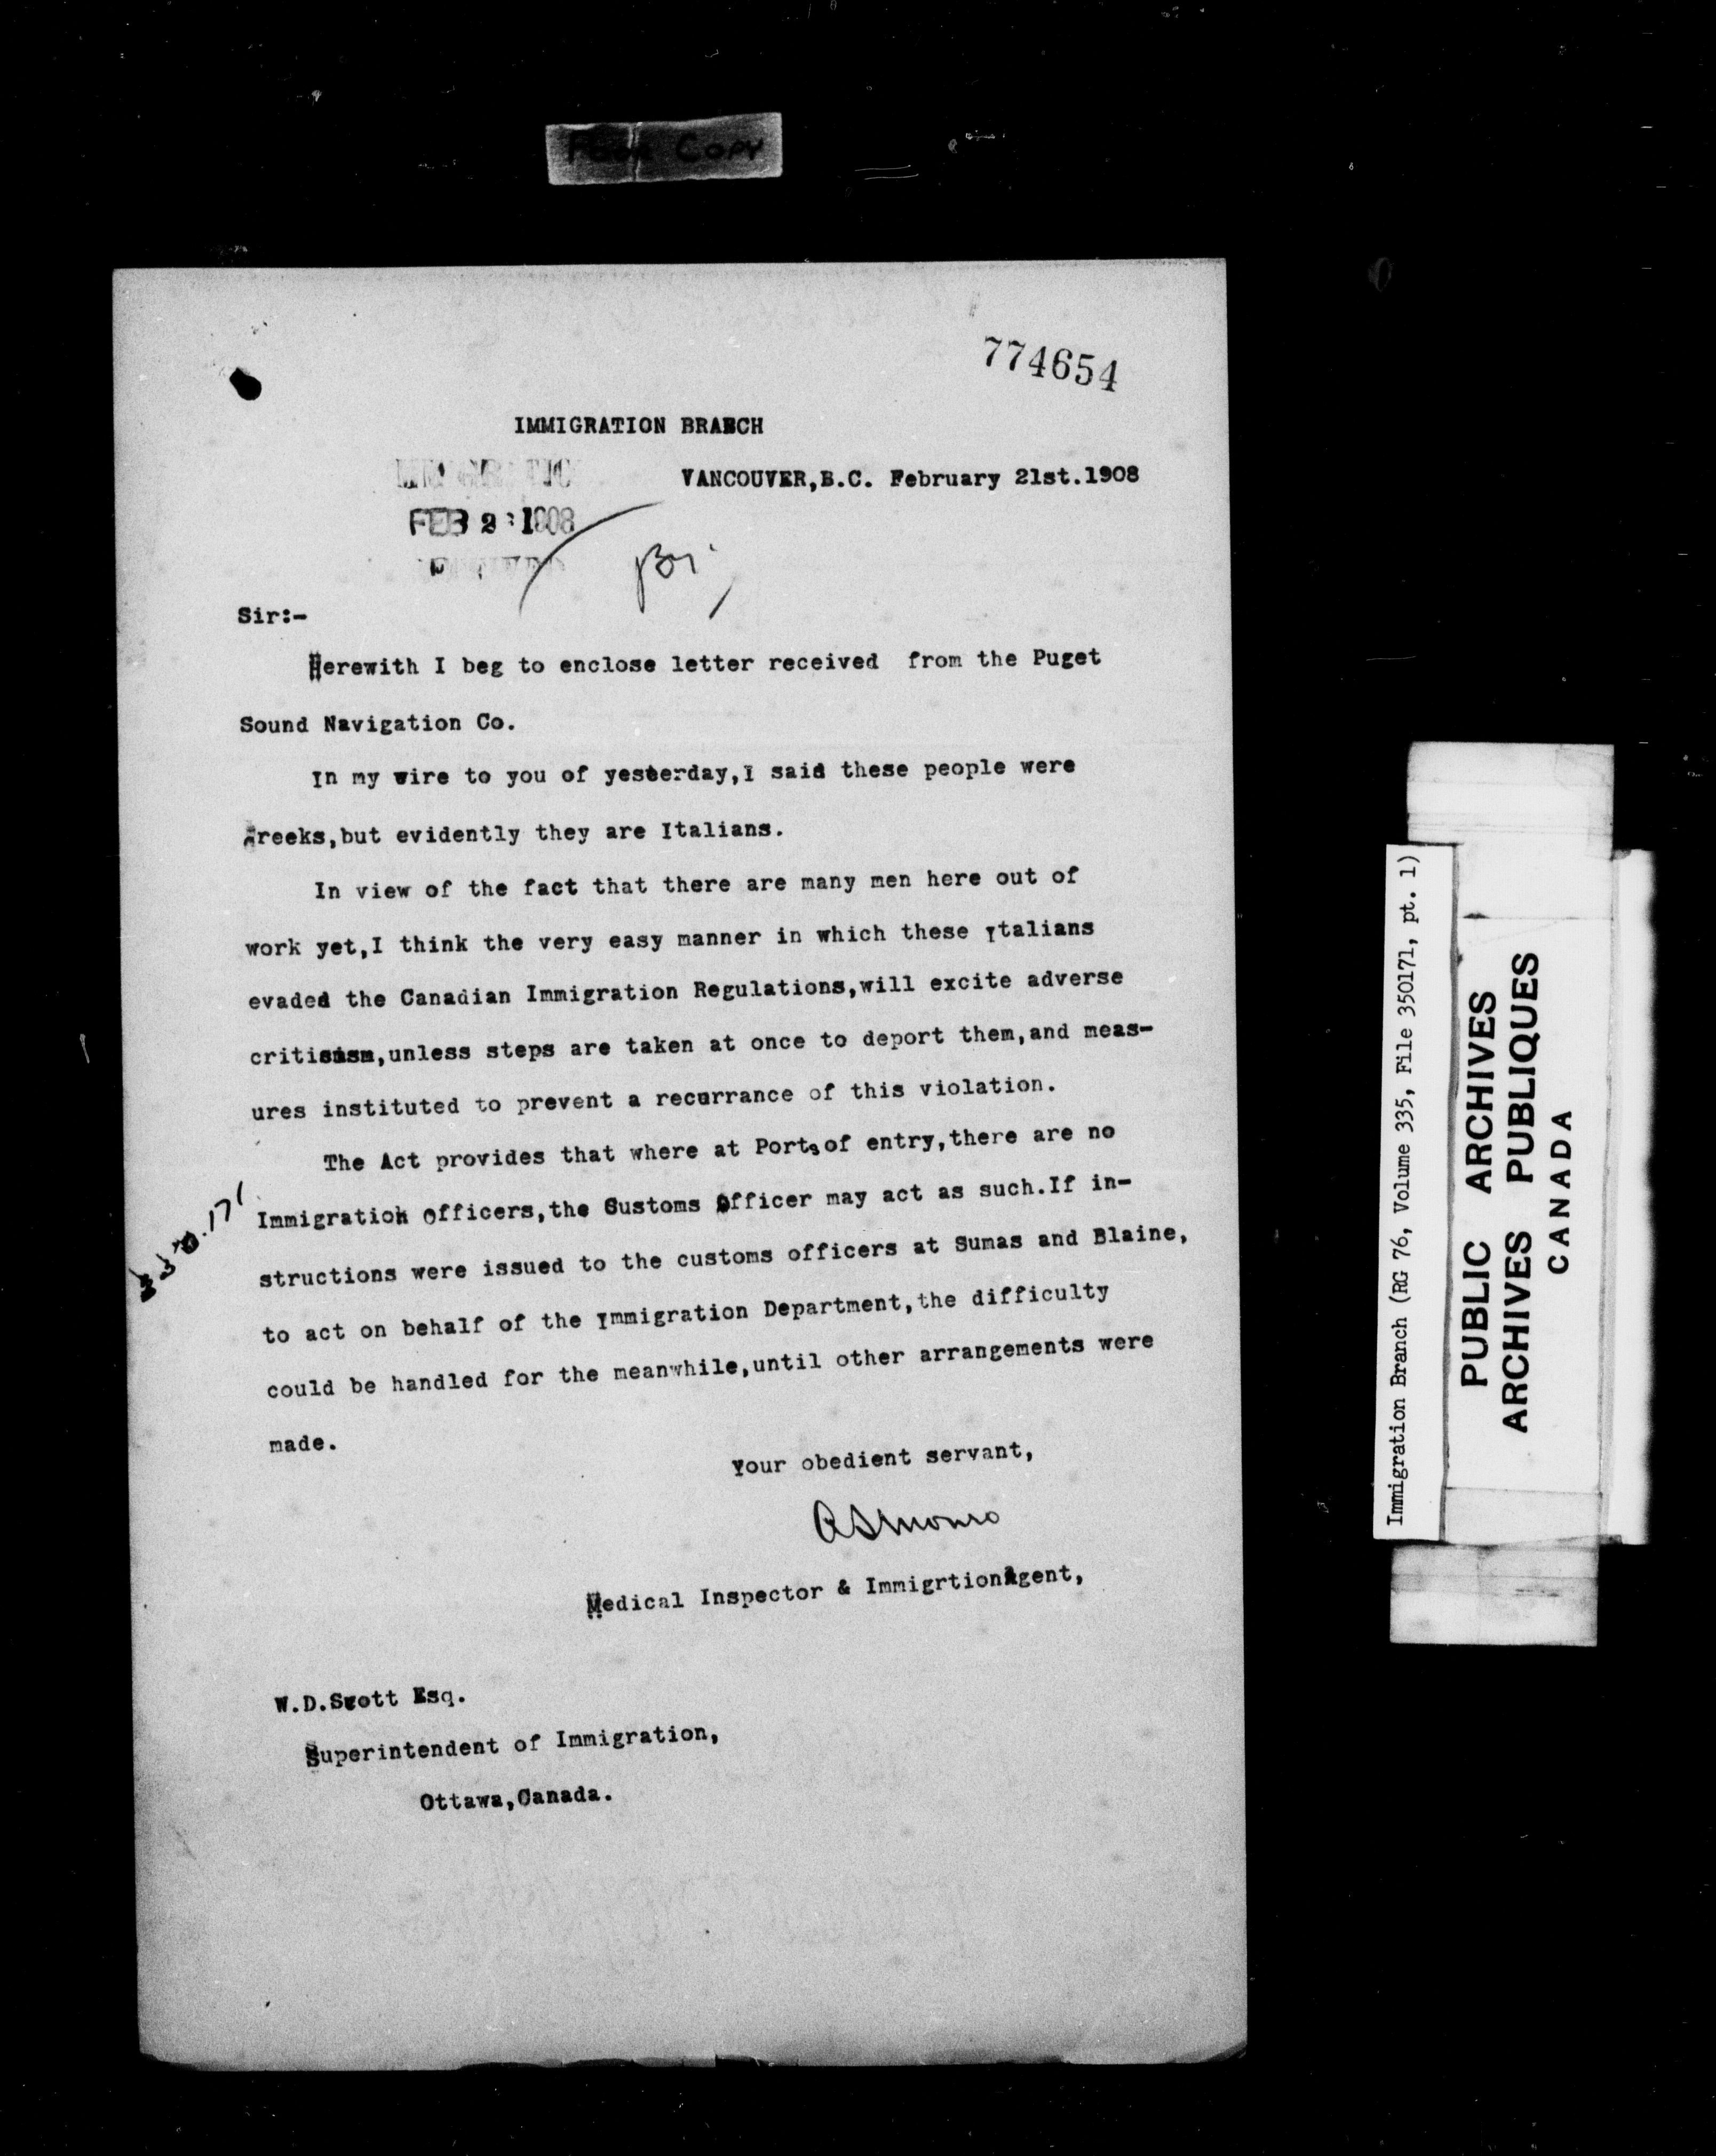 Poor Copy
774654
IMMIGRATION BRANCH
VANCOUVER,B.C. February 21st.1908
FEB 2 1908
Sir:-
Herewith I beg to enclose letter received from the Puget
Sound Navigation Co.
In my wire to you of yesterday,I said these people were
Greeks,but evidently they are Italians.
In view of the fact that there are many men here out of
work yet,I think the very easy manner in which these Italians
evaded the Canadian Immigration Regulations,will excite adverse
critisism,unless steps are taken at once to deport them,and meas-
ures instituted to prevent a recurrance of this violation.
The Act provides that where at Ports of entry,there are no
Immigration officers,the Customs Officer may act as such.If in-
structions were issued to the customs officers at Sumas and Blaine,
to act on behalf of the Immigration Department,the difficulty
could be handled for the meanwhile,until other arrangements were
made.
350.171
Your obedient servant,
ASMonro
Medical Inspector & ImmigrtionAgent,
W.D.Scott Esq.
Superintendent of Immigration,
Ottawa,Canada.
Immigration Branch (RG 76, Volume 335, File 350171, pt. 1)
PUBLIC ARCHIVES
ARCHIVES PUBLIQUES
CANADA